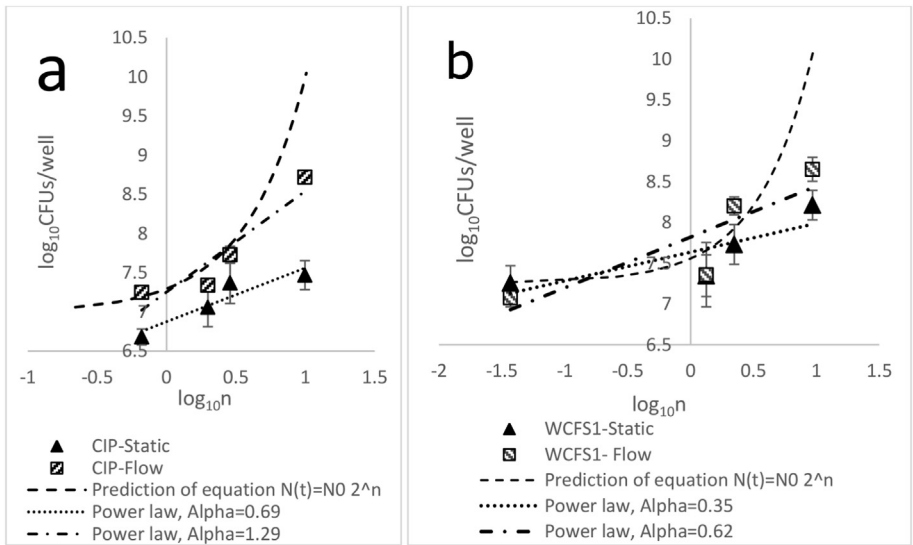 a
10.5
10
9.5
9
8.5
8
7.5
7
6.5
log10CFUs/well
-1
-0.5
0
0.5
1
1.5
log10n
CIP-Static
CIP-Flow
Prediction of equation N(t)=N0 2^n
Power law, Alpha=0.69
Power law, Alpha=1.29
b
10.5
10
9.5
9
8.5
8
7.5
7
6.5
log10CFUs/well
-2
-1.5
-1
-0.5
0
0.5
1
1.5
log10n
WCFS1-Static
WCFS1- Flow
Prediction of equation N(t)=N0 2^n
Power law, Alpha=0.35
Power law, Alpha=0.62